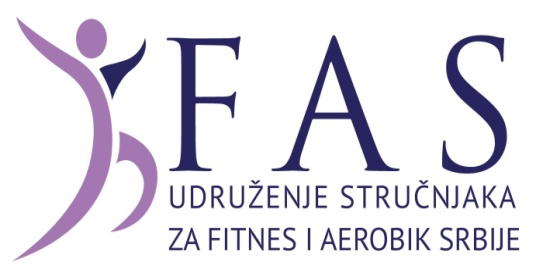 FAS
UDRUŽENJE STRUČNJAKA
ZA FITNES I AEROBIK SRBIJE